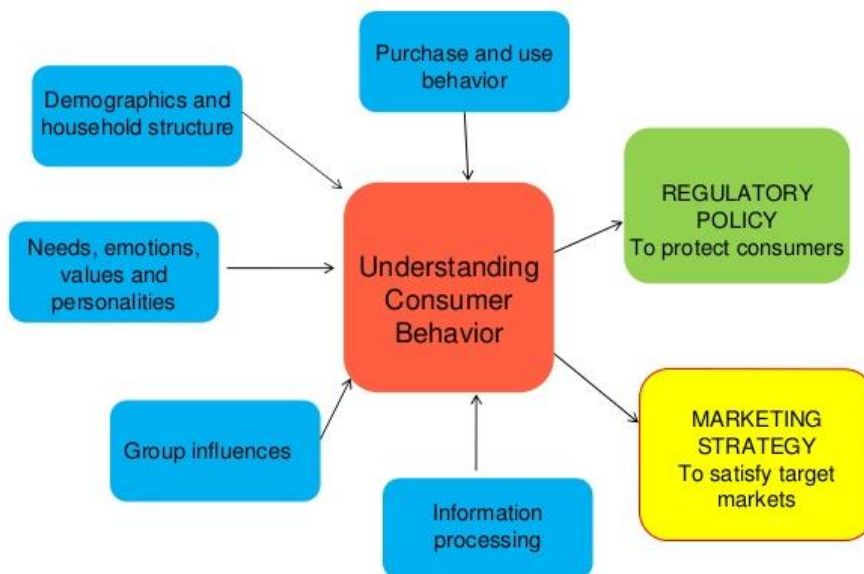 Purchase and use
behavior
Demographics and
household structure
REGULATORY
POLICY
To protect consumers
Needs, emotions,
values and
personalities
Understanding
Consumer
Behavior
Group influences
MARKETING
STRATEGY
To satisfy target
markets
Information
processing